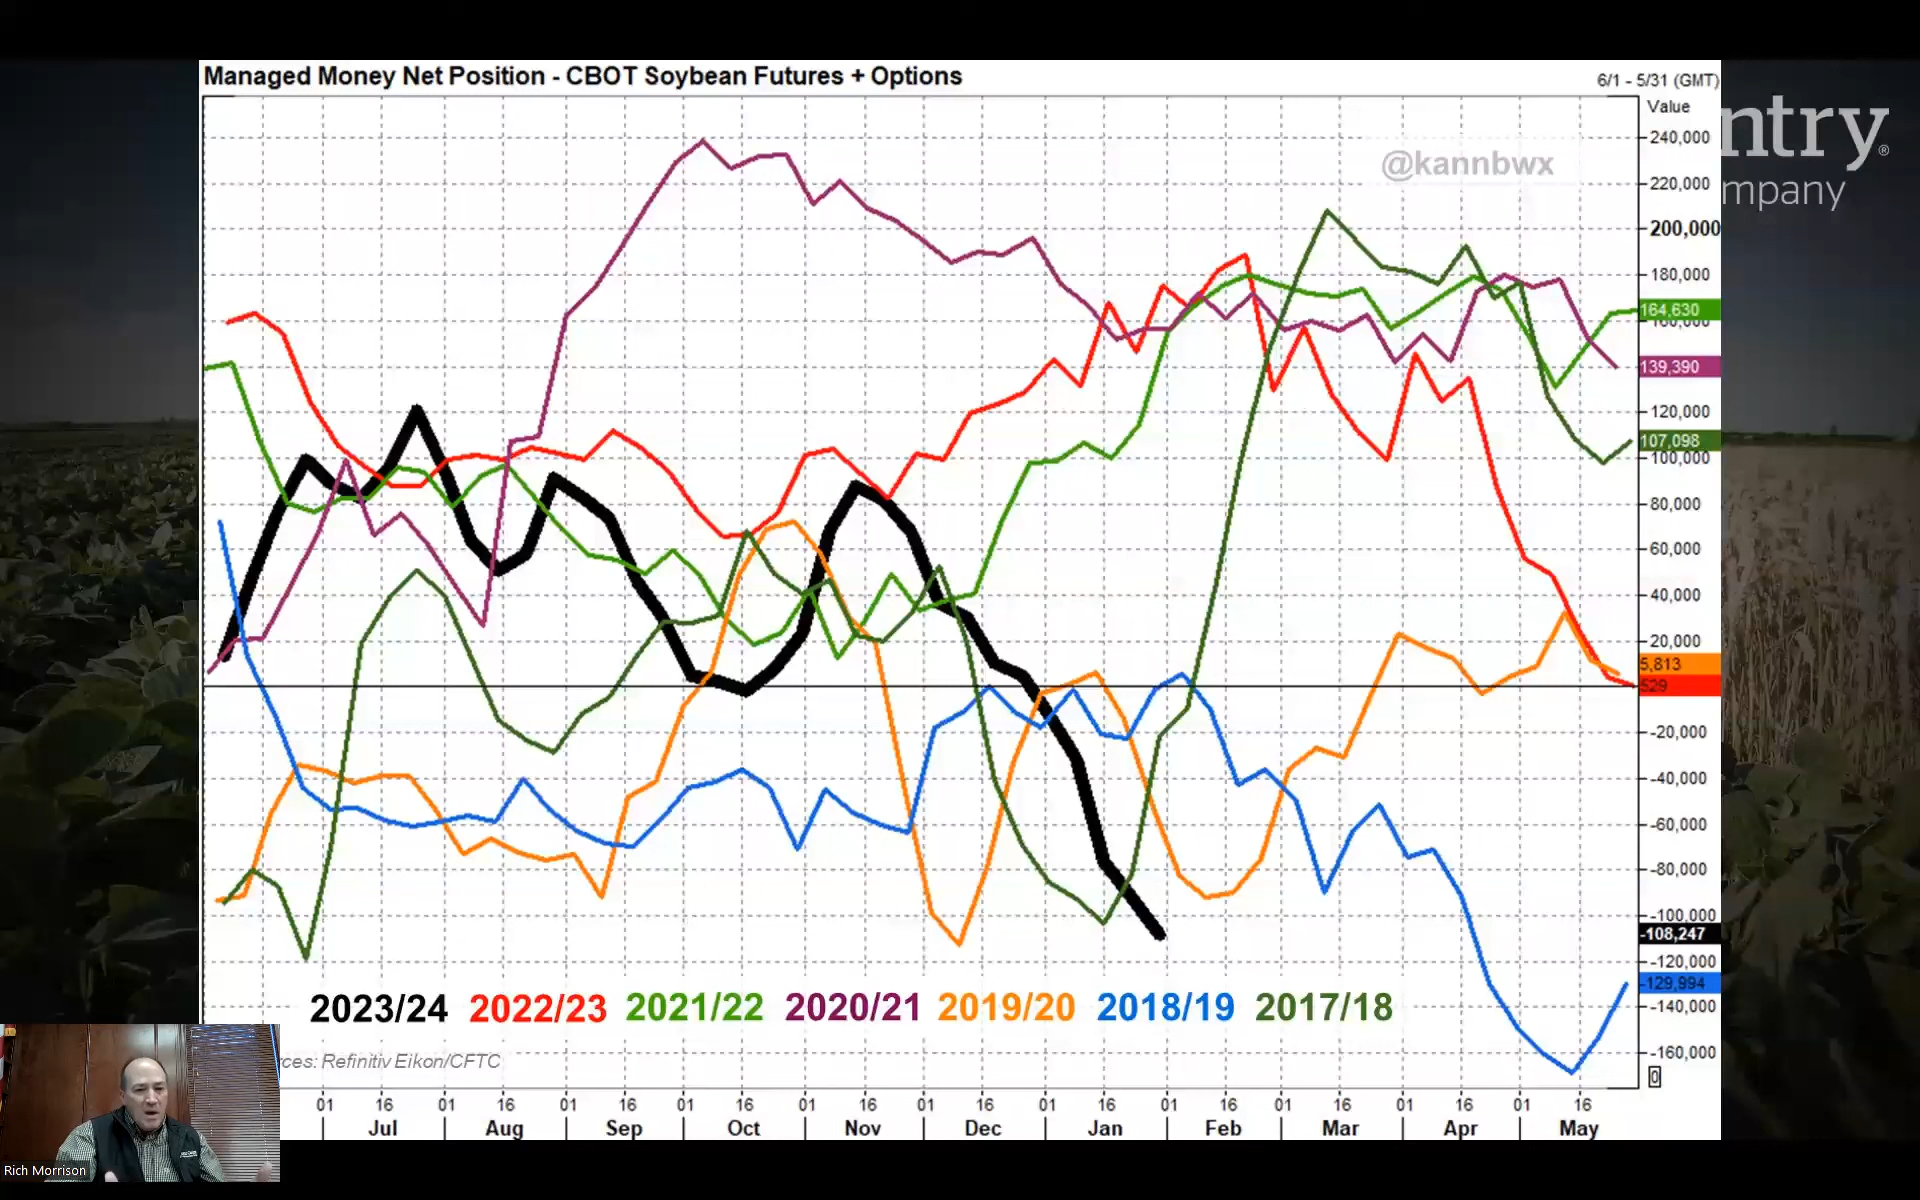 Managed Money Net Position - CBOT Soybean Futures + Options
6/1 - 5/31 (GMT)
Value
ntry®
mpany
@kannbwx
240,000
220,000
200,000
180,000
164,630
160,000
139,390
120,000
107,098
100,000
80,000
60,000
40,000
20,000
5,813
529
-20,000
-40,000
-60,000
-80,000
-100,000
-108,247
-120,000
-129,994
-140,000
-160,000
0
2023/24 2022/23 2021/22 2020/21 2019/20 2018/19 2017/18
rces: Refinitiv Eikon/CFTC
01 16 01 16 01 16 01 16 01 16 01 16 01 16 01 16 01 16 01 16 01 16
Jul Aug Sep Oct Nov Dec Jan Feb Mar Apr May
Rich Morrison